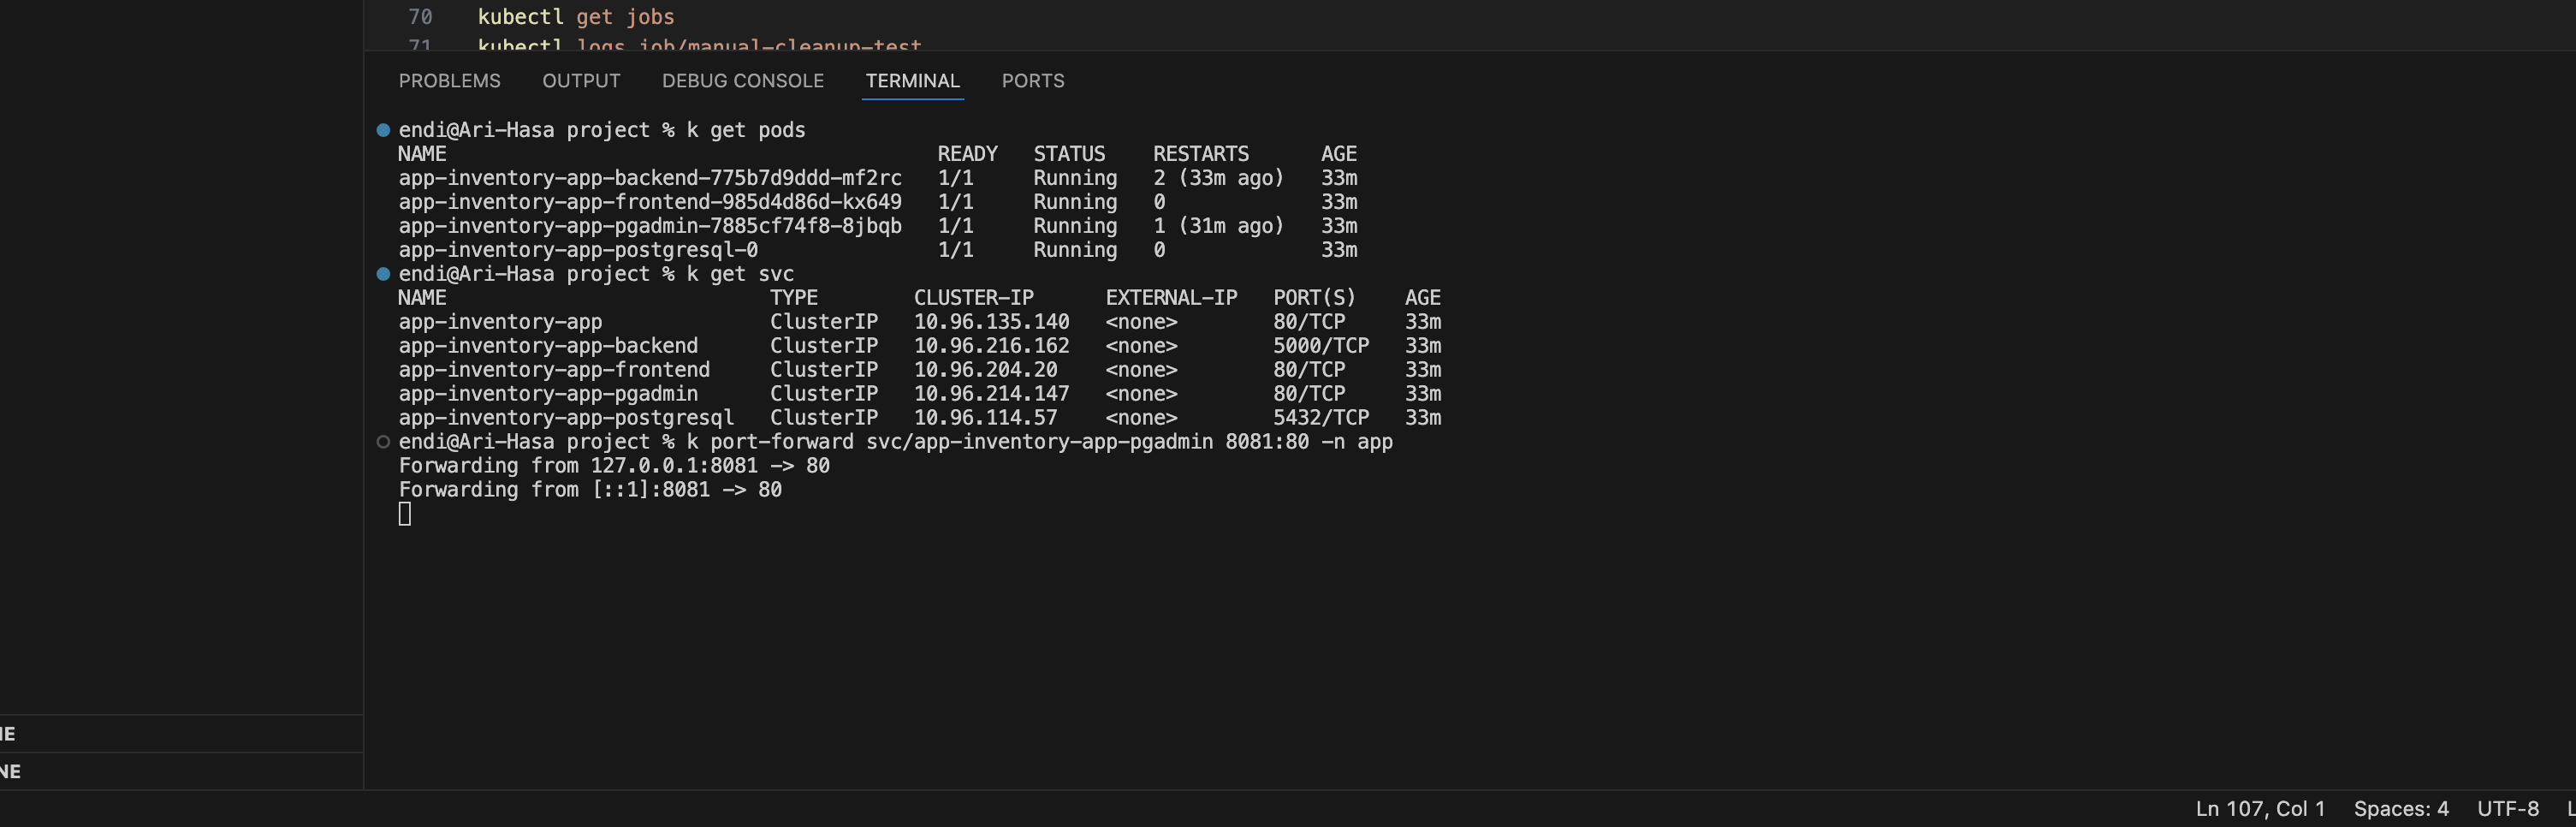 70 kubectl get jobs
71 kubectl logs job/manual-cleanup-test
PROBLEMS OUTPUT DEBUG CONSOLE TERMINAL PORTS
endi@Ari-Hasa project % k get pods
NAME READY STATUS RESTARTS AGE
app-inventory-app-backend-775b7d9ddd-mf2rc 1/1 Running 2 (33m ago) 33m
app-inventory-app-frontend-985d4d86d-kx649 1/1 Running 0 33m
app-inventory-app-pgadmin-7885cf74f8-8jbqb 1/1 Running 1 (31m ago) 33m
app-inventory-app-postgresql-0 1/1 Running 0 33m
endi@Ari-Hasa project % k get svc
NAME TYPE CLUSTER-IP EXTERNAL-IP PORT(S) AGE
app-inventory-app ClusterIP 10.96.135.140 <none> 80/TCP 33m
app-inventory-app-backend ClusterIP 10.96.216.162 <none> 5000/TCP 33m
app-inventory-app-frontend ClusterIP 10.96.204.20 <none> 80/TCP 33m
app-inventory-app-pgadmin ClusterIP 10.96.214.147 <none> 80/TCP 33m
app-inventory-app-postgresql ClusterIP 10.96.114.57 <none> 5432/TCP 33m
endi@Ari-Hasa project % k port-forward svc/app-inventory-app-pgadmin 8081:80 -n app
Forwarding from 127.0.0.1:8081 -> 80
Forwarding from [::1]:8081 -> 80
NE
Ln 107, Col 1 Spaces: 4 UTF-8 L